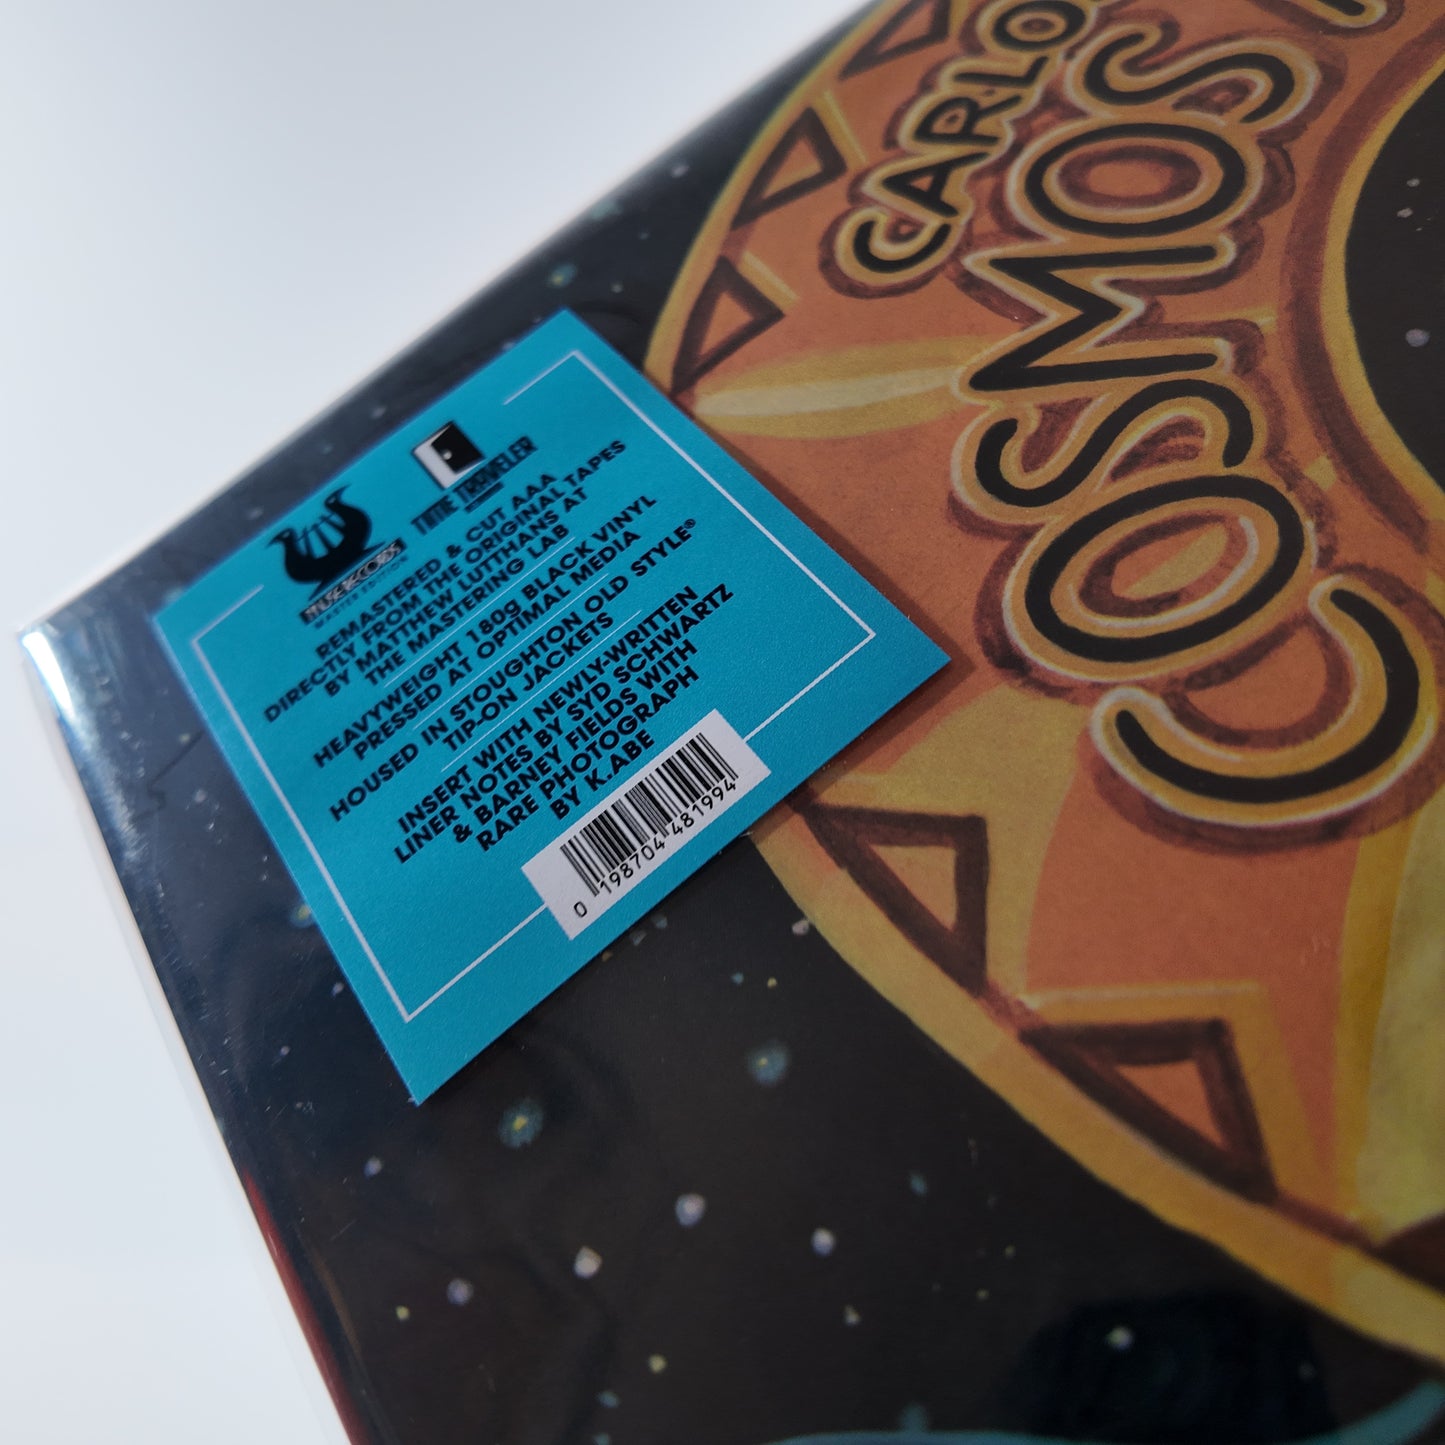 CARLOS
COSMOS
MUSE RECORDS
MASTER EDITION
TIME TRAVELER
REMASTERED & CUT AAA
DIRECTLY FROM THE ORIGINAL TAPES
BY MATTHEW LUTTHANS AT
THE MASTERING LAB
HEAVYWEIGHT 180g BLACK VINYL
PRESSED AT OPTIMAL MEDIA
HOUSED IN STOUGHTON OLD STYLE®
TIP-ON JACKETS
INSERT WITH NEWLY-WRITTEN
LINER NOTES BY SYD SCHWARTZ
& BARNEY FIELDS WITH
RARE PHOTOGRAPH
BY K.ABE
0 198704 481994